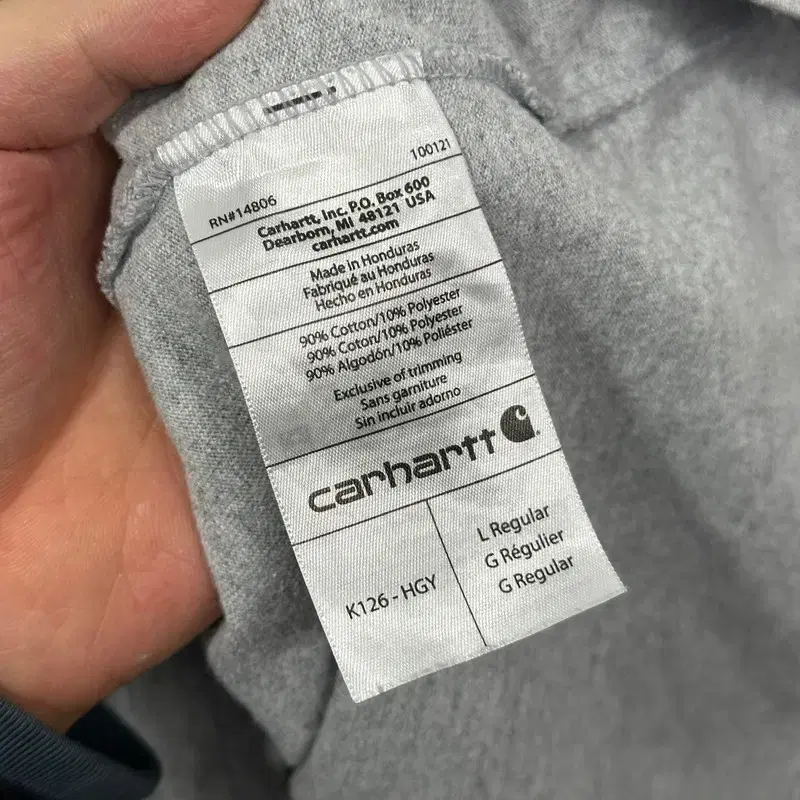 RN#14806 100121
Carhartt, Inc. P.O. Box 600
Dearborn, MI 48121 USA
carhartt.com
Made in Honduras
Fabriqué au Honduras
Hecho en Honduras
90% Cotton/10% Polyester
90% Coton/10% Polyester
90% Algodón/10% Poliéster
Exclusive of trimming
Sans garniture
Sin incluir adorno
carhartt
K126 - HGY
L Regular
G Régulier
G Regular